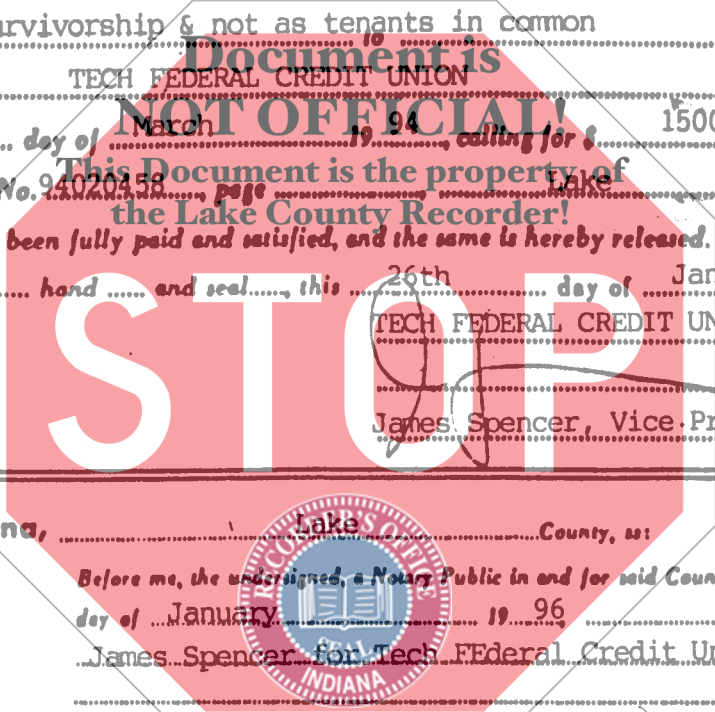 urvivorship & not as tenants in common
to
Document is
TECH FEDERAL CREDIT UNION
NOT OFFICIAL!
day of March 19 94, calling for $ 1500
This Document is the property of
No. 94020458, page Lake
the Lake County Recorder!
been fully paid and satisfied, and the same is hereby released.
hand and seal, this 26th day of Jan
TECH FEDERAL CREDIT UN
STOP
James Spencer, Vice Pr
na, Lake County, ss:
RECORDER'S OFFICE
Before me, the undersigned, a Notary Public in and for said Coun
day of January 19 96
SEAL
James Spencer for Tech FEderal Credit Un
INDIANA